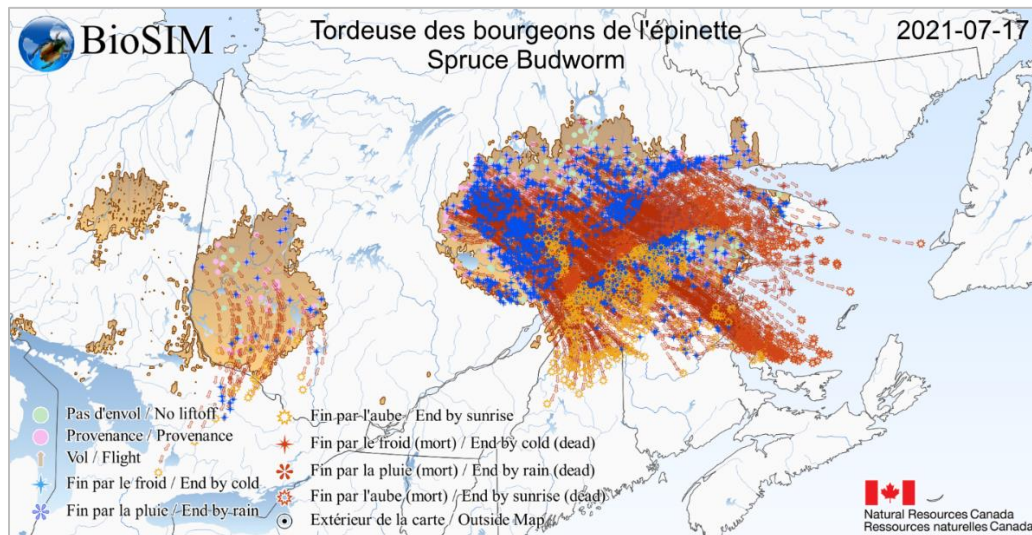 BioSIM
Tordeuse des bourgeons de l'épinette
Spruce Budworm
2021-07-17
Pas d'envol / No liftoff
Provenance / Provenance
Vol / Flight
Fin par le froid / End by cold
Fin par la pluie / End by rain
Fin par l'aube / End by sunrise
Fin par le froid (mort) / End by cold (dead)
Fin par la pluie (mort) / End by rain (dead)
Fin par l'aube (mort) / End by sunrise (dead)
Extérieur de la carte / Outside Map
Natural Resources Canada
Ressources naturelles Canada